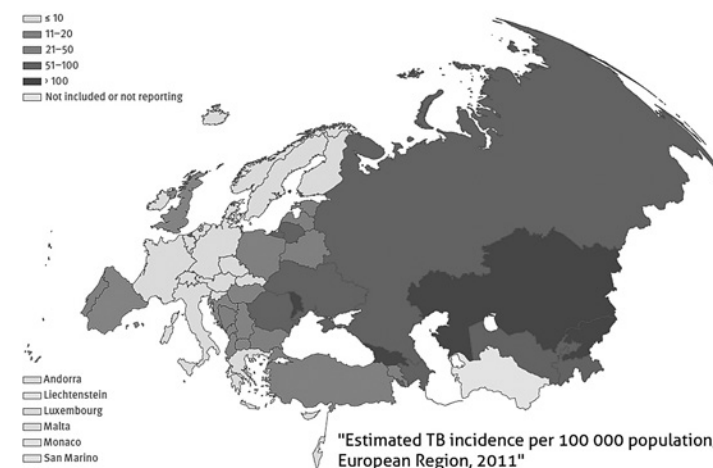 ≤ 10
11–20
21–50
51–100
> 100
Not included or not reporting
Andorra
Liechtenstein
Luxembourg
Malta
Monaco
San Marino
"Estimated TB incidence per 100 000 population
European Region, 2011"